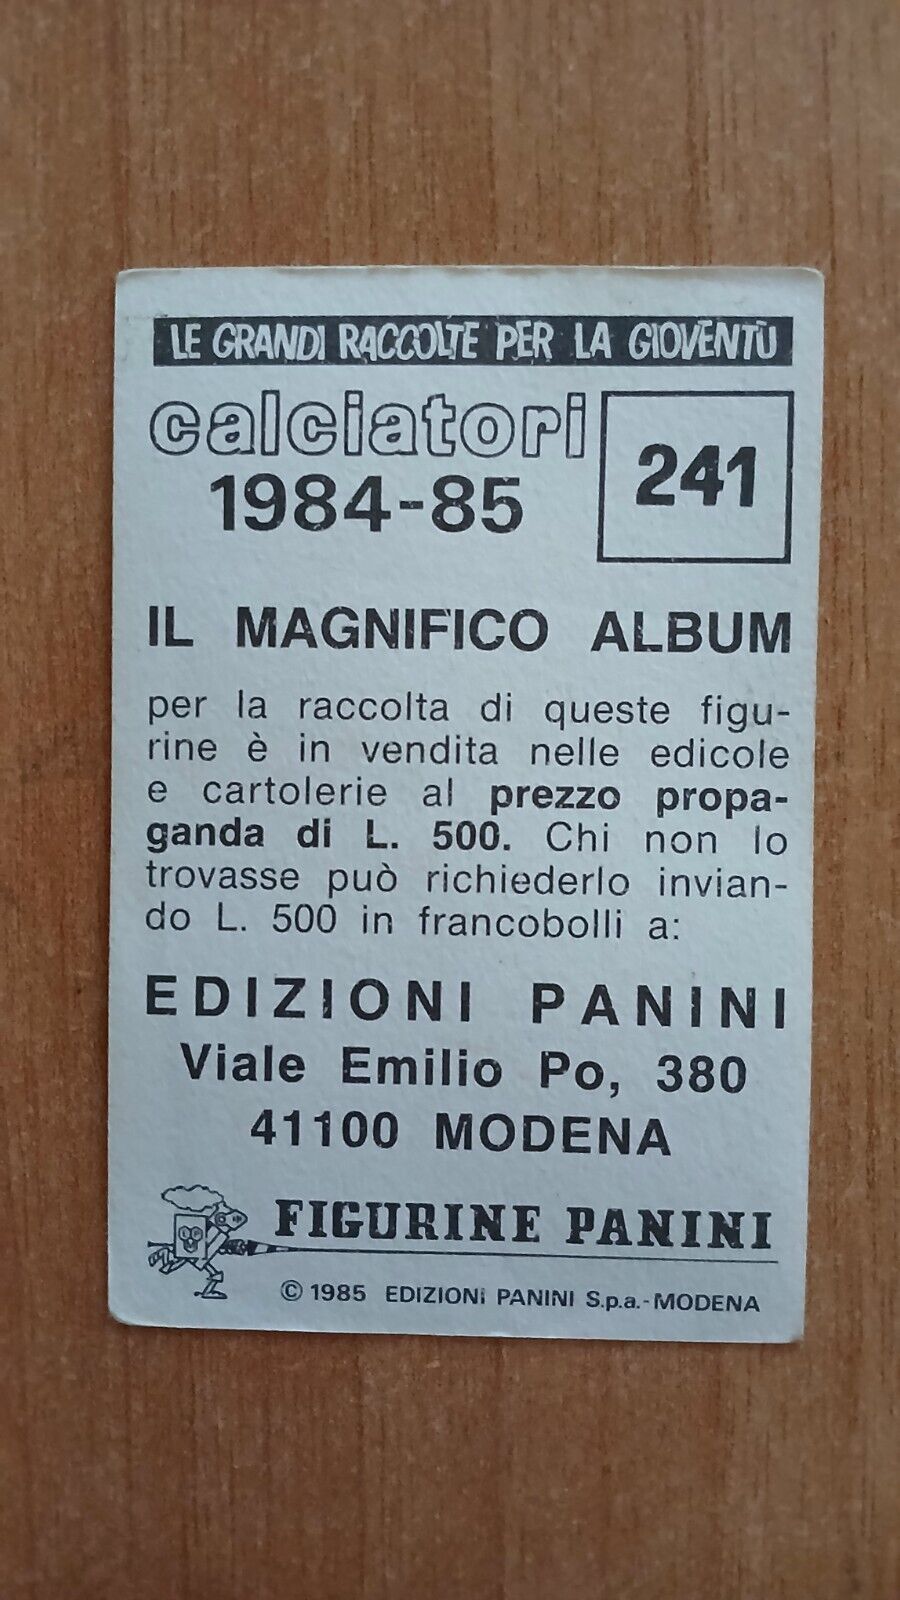 LE GRANDI RACCOLTE PER LA GIOVENTÙ
calciatori
1984-85
241
IL MAGNIFICO ALBUM
per la raccolta di queste figu-
rine è in vendita nelle edicole
e cartolerie al prezzo propa-
ganda di L. 500. Chi non lo
trovasse può richiederlo invian-
do L. 500 in francobolli a:
EDIZIONI PANINI
Viale Emilio Po, 380
41100 MODENA
FIGURINE PANINI
© 1985 EDIZIONI PANINI S.p.a.-MODENA